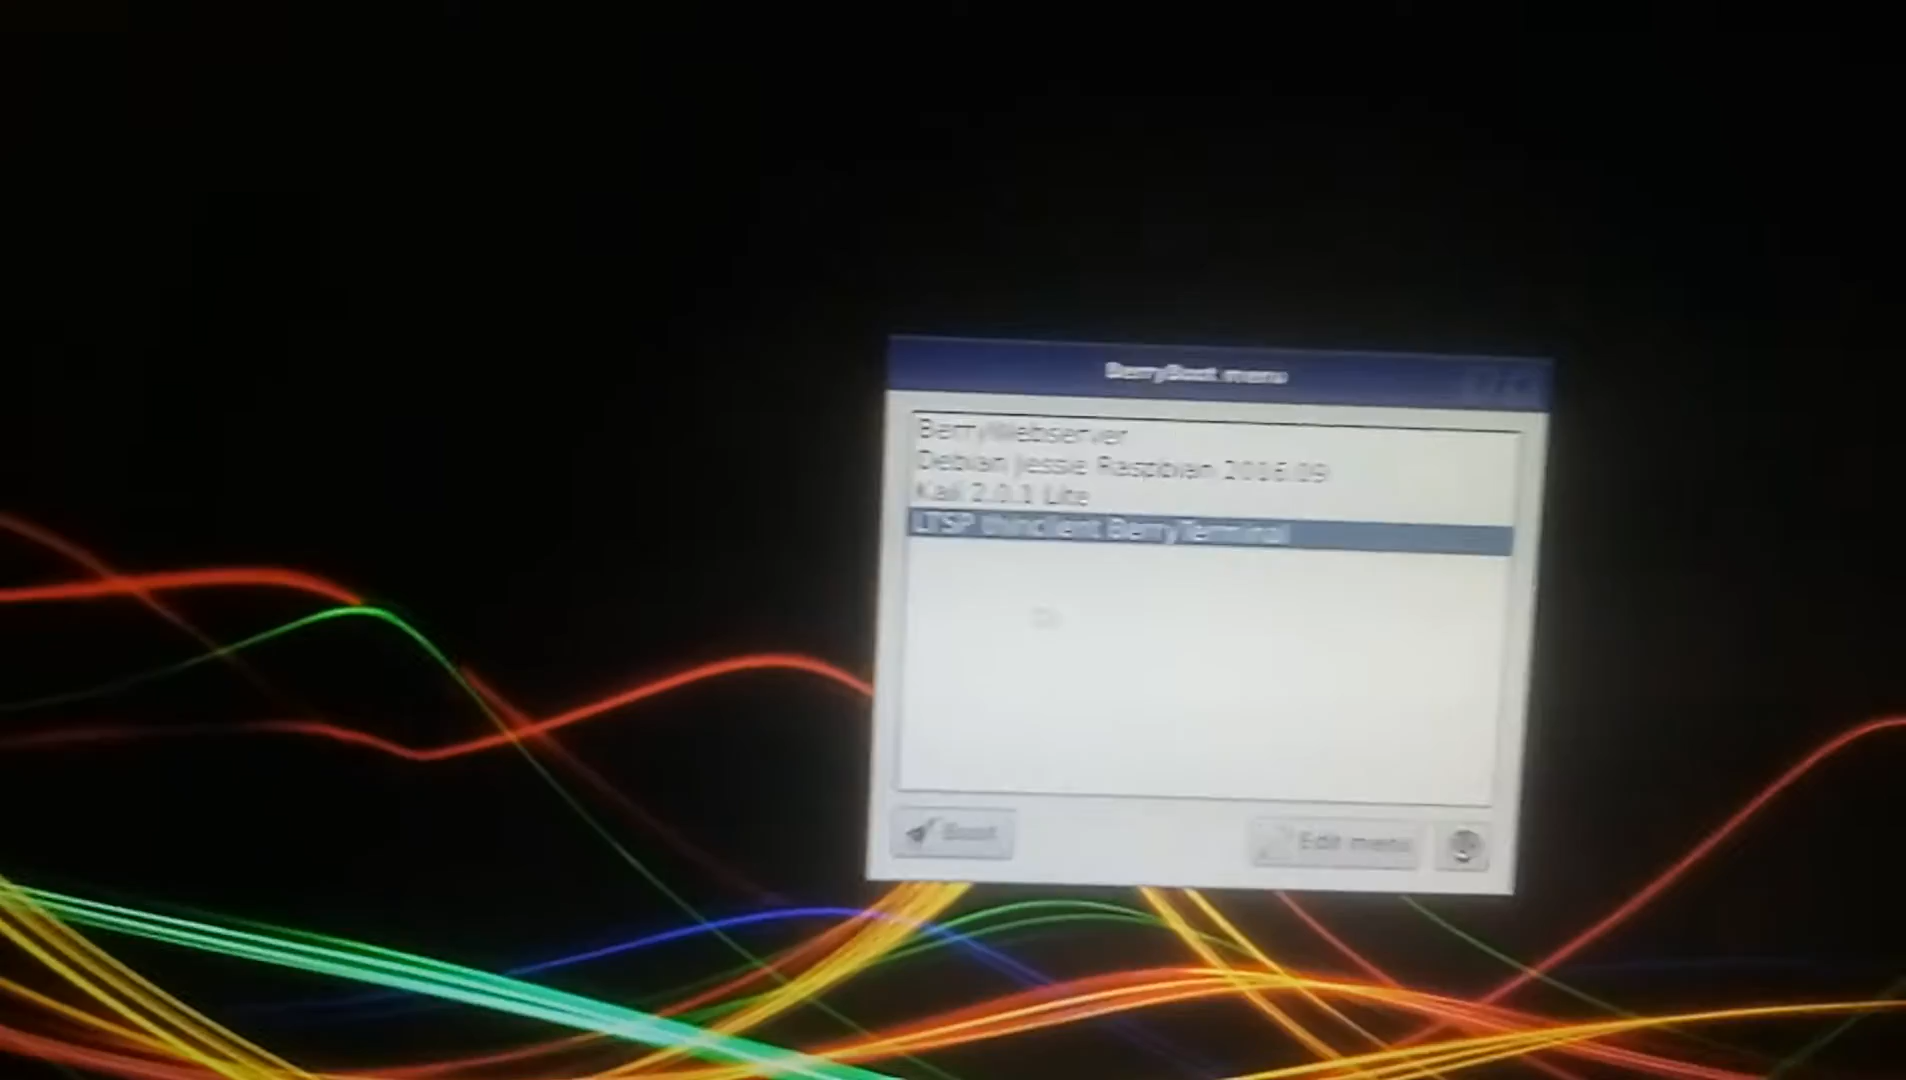 BerryBoot menu
BerryWebserver
Debian Jessie Raspbian 2016.09
Kali 2.0.1 Lite
LTSP thinclient BerryTerminal
Boot
Edit menu